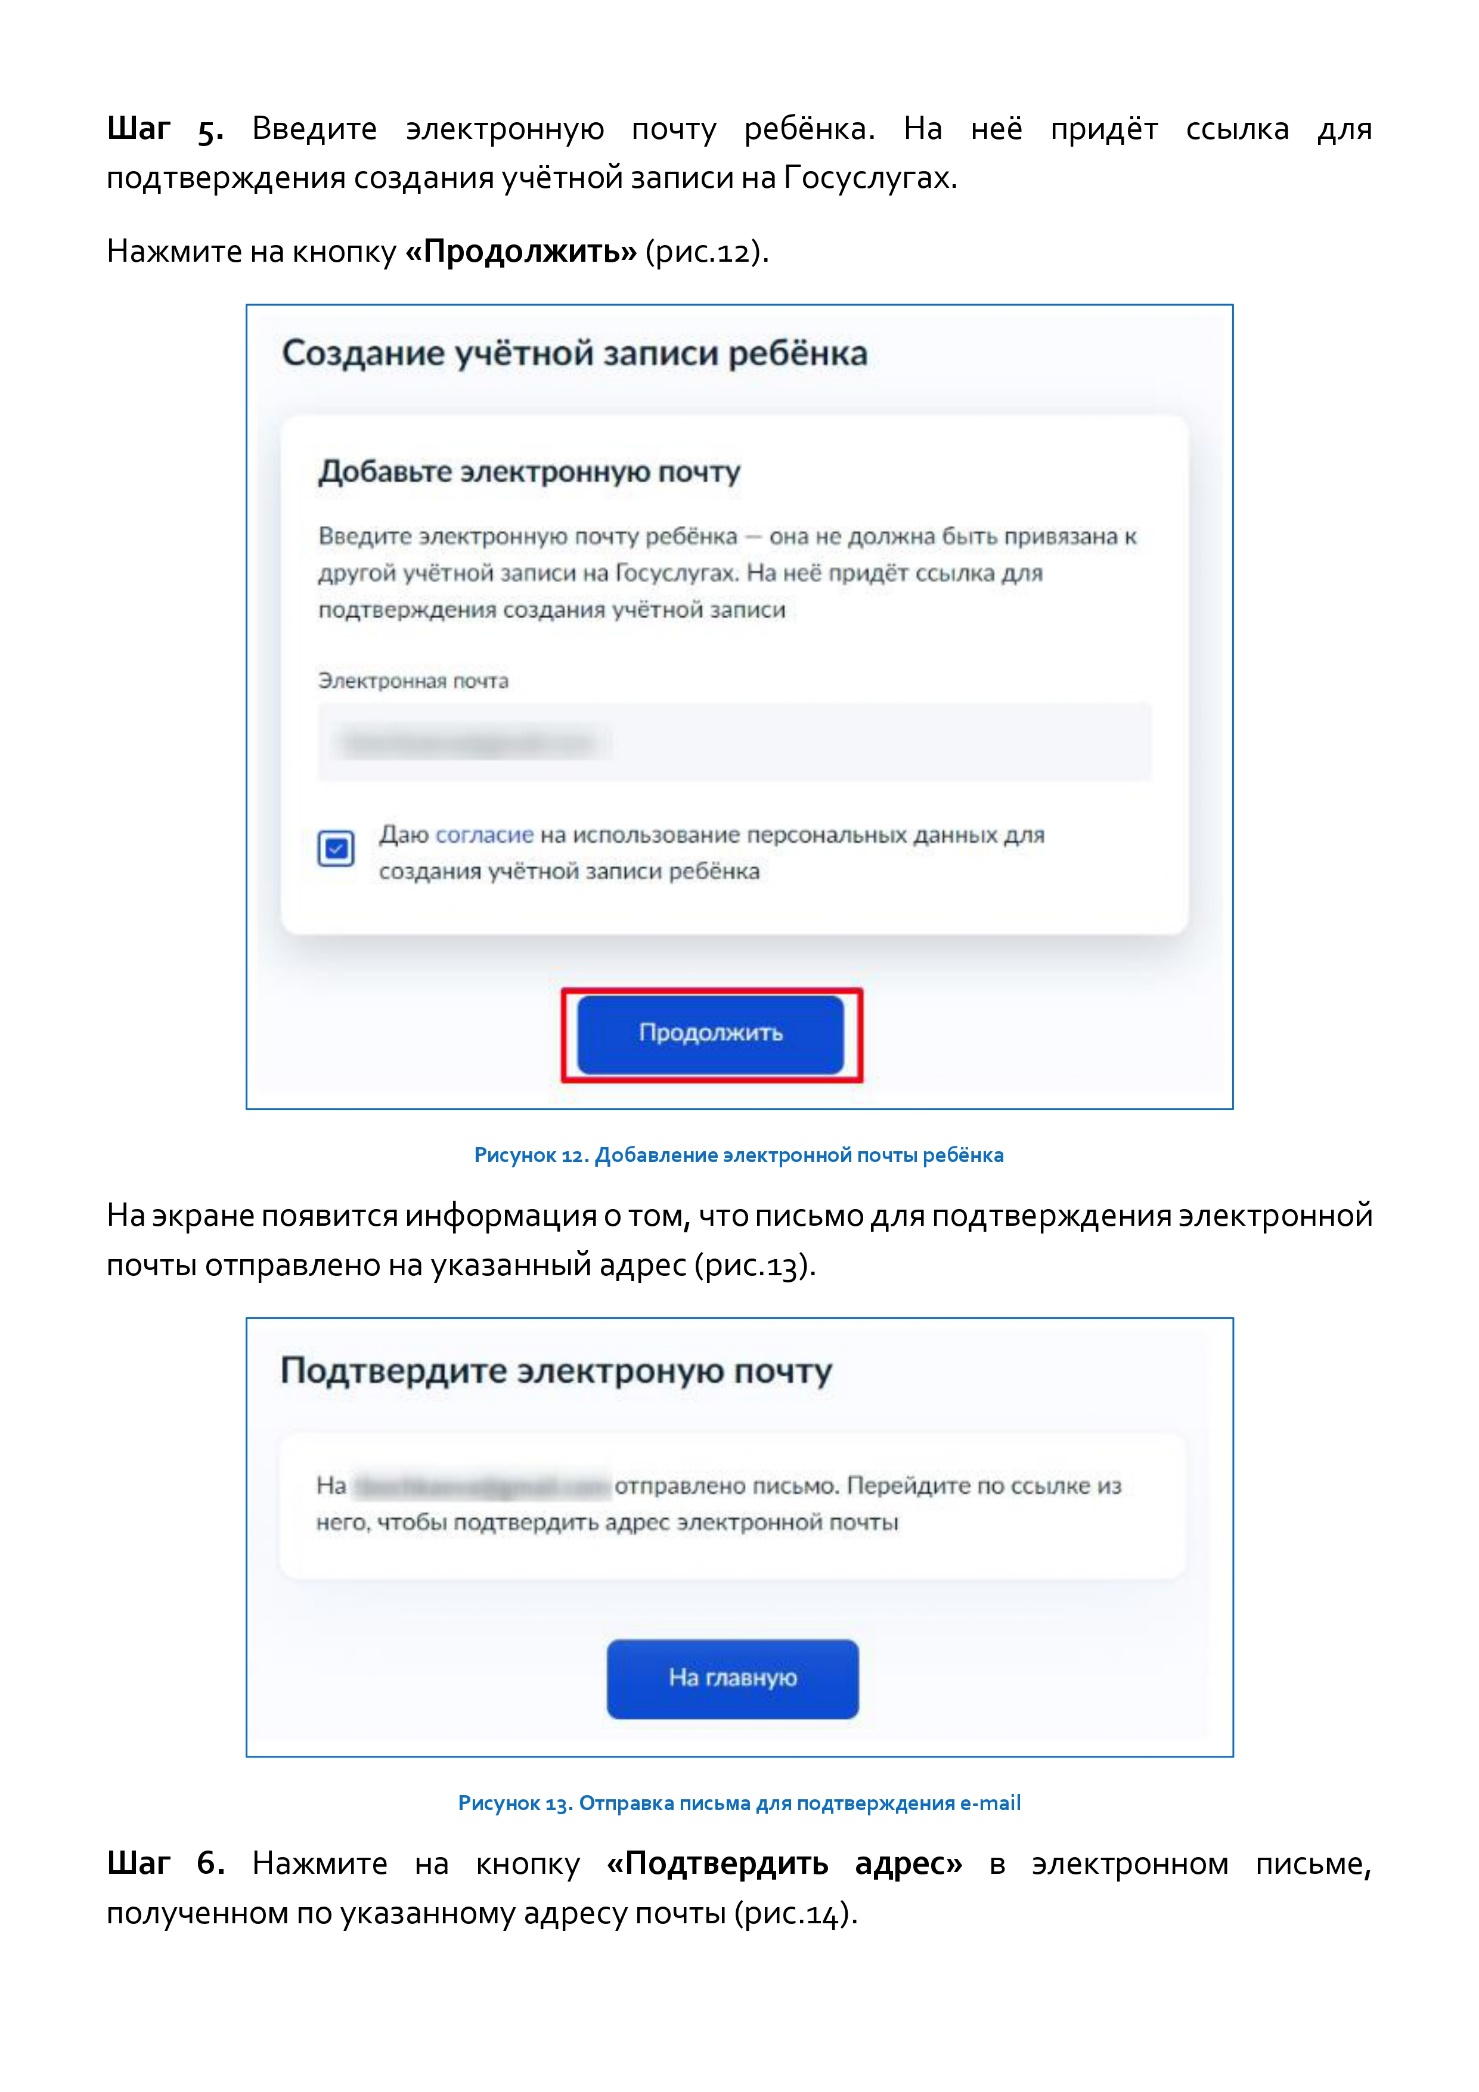 Шаг 5. Введите электронную почту ребёнка. На неё придёт ссылка для
подтверждения создания учётной записи на Госуслугах.
Нажмите на кнопку «Продолжить» (рис.12).
Создание учётной записи ребёнка
Добавьте электронную почту
Введите электронную почту ребёнка — она не должна быть привязана к
другой учётной записи на Госуслугах. На неё придёт ссылка для
подтверждения создания учётной записи
Электронная почта
Даю согласие на использование персональных данных для
создания учётной записи ребёнка
Продолжить
Рисунок 12. Добавление электронной почты ребёнка
На экране появится информация о том, что письмо для подтверждения электронной
почты отправлено на указанный адрес (рис.13).
Подтвердите электроную почту
На отправлено письмо. Перейдите по ссылке из
него, чтобы подтвердить адрес электронной почты
На главную
Рисунок 13. Отправка письма для подтверждения e-mail
Шаг 6. Нажмите на кнопку «Подтвердить адрес» в электронном письме,
полученном по указанному адресу почты (рис.14).